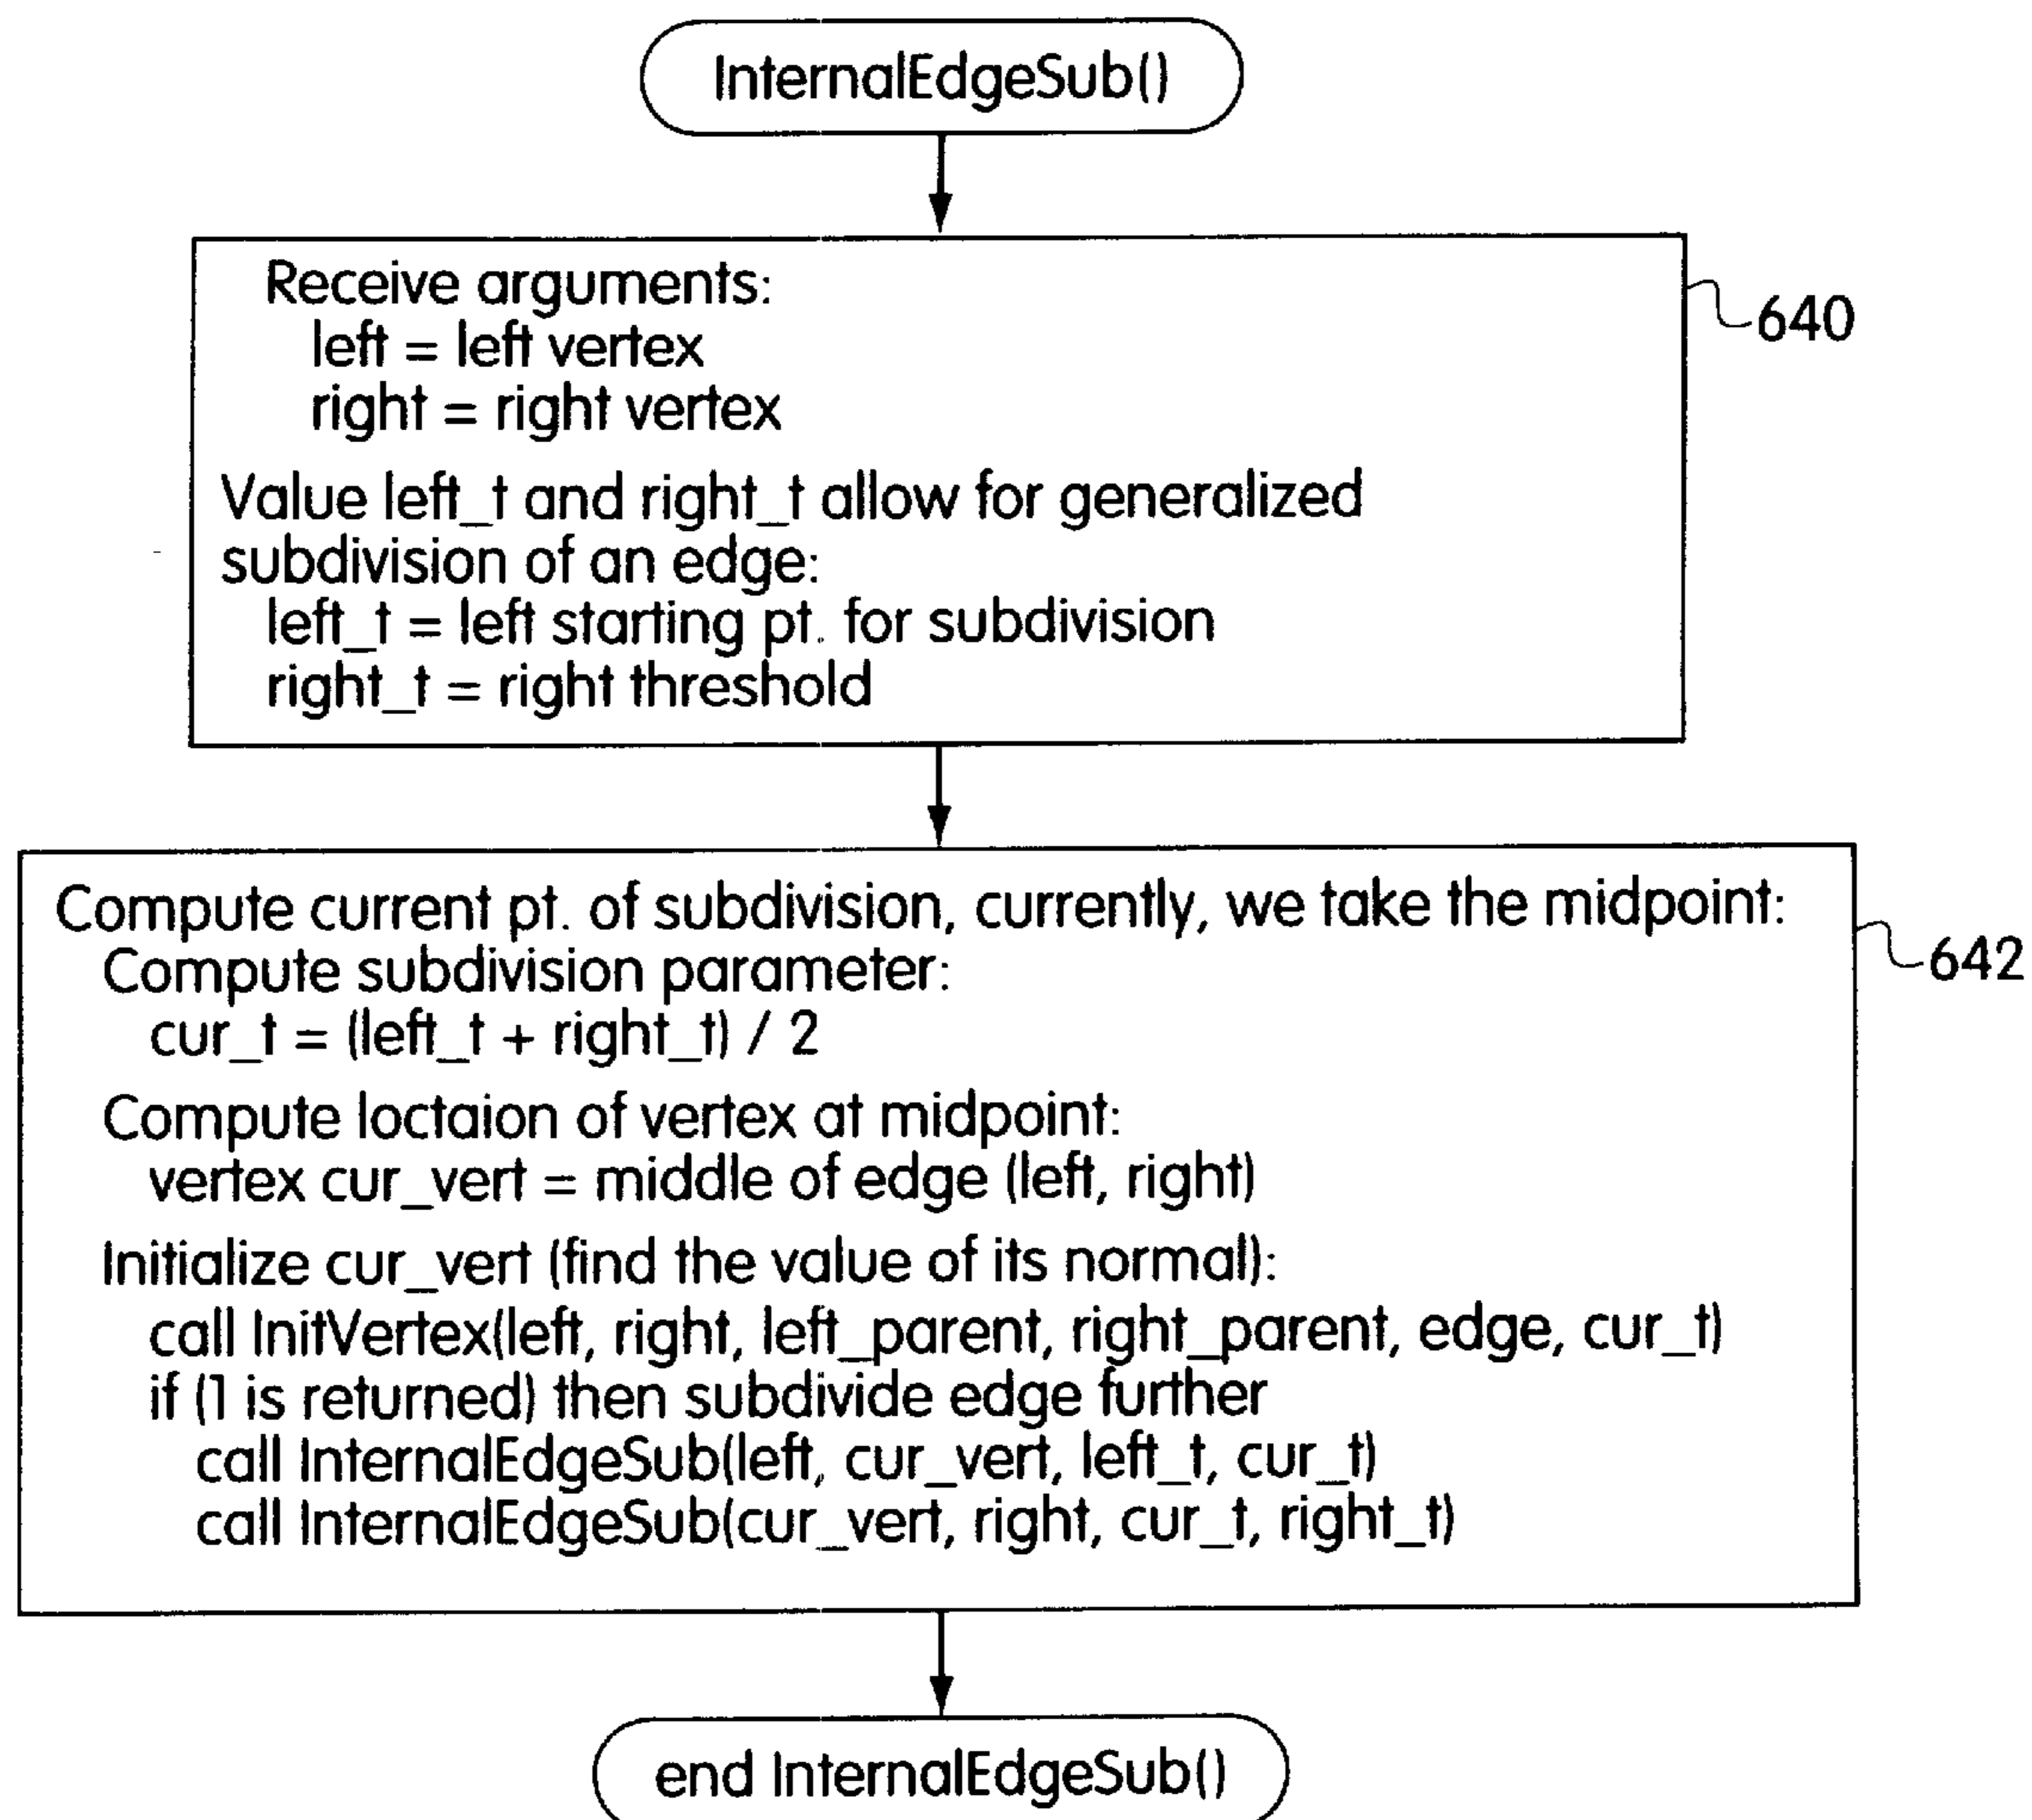 InternalEdgeSub()
Receive arguments:
left = left vertex
right = right vertex
640
Value left_t and right_t allow for generalized
subdivision of an edge:
left_t = left starting pt. for subdivision
right_t = right threshold
Compute current pt. of subdivision, currently, we take the midpoint:
642
Compute subdivision parameter:
cur_t = (left_t + right_t) / 2
Compute loctaion of vertex at midpoint:
vertex cur_vert = middle of edge (left, right)
Initialize cur_vert (find the value of its normal):
call InitVertex(left, right, left_parent, right_parent, edge, cur_t)
if (1 is returned) then subdivide edge further
call InternalEdgeSub(left, cur_vert, left_t, cur_t)
call InternalEdgeSub(cur_vert, right, cur_t, right_t)
end InternalEdgeSub()